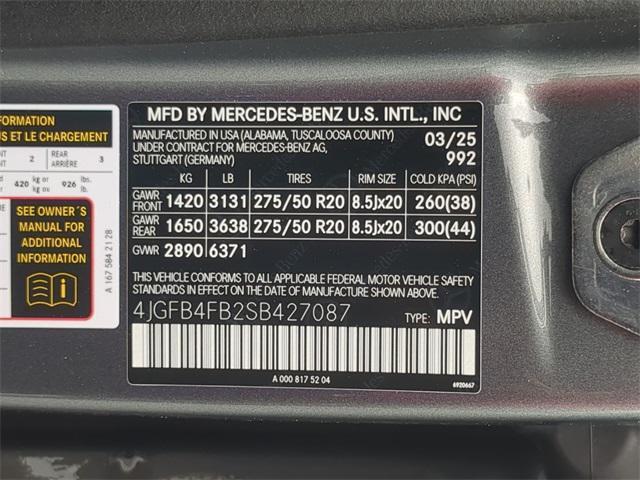 NFORMATION
US ET LE CHARGEMENT
NT 2 REAR 3
ARRIÈRE
420 kg or 926 lbs.
kg ou lb.
SEE OWNER´S
MANUAL FOR
ADDITIONAL
INFORMATION
A 167 584 21 28
MFD BY MERCEDES-BENZ U.S. INTL., INC
MANUFACTURED IN USA (ALABAMA, TUSCALOOSA COUNTY) 03/25
UNDER CONTRACT FOR MERCEDES-BENZ AG,
STUTTGART (GERMANY) 992
KG LB TIRES RIM SIZE COLD KPA (PSI)
GAWR FRONT 1420 3131 275/50 R20 8.5Jx20 260(38)
GAWR REAR 1650 3638 275/50 R20 8.5Jx20 300(44)
GVWR 2890 6371
THIS VEHICLE CONFORMS TO ALL APPLICABLE FEDERAL MOTOR VEHICLE SAFETY
STANDARDS IN EFFECT ON THE DATE OF MANUFACTURE SHOWN ABOVE.
4JGFB4FB2SB427087 TYPE: MPV
A 000 817 52 04
6920667